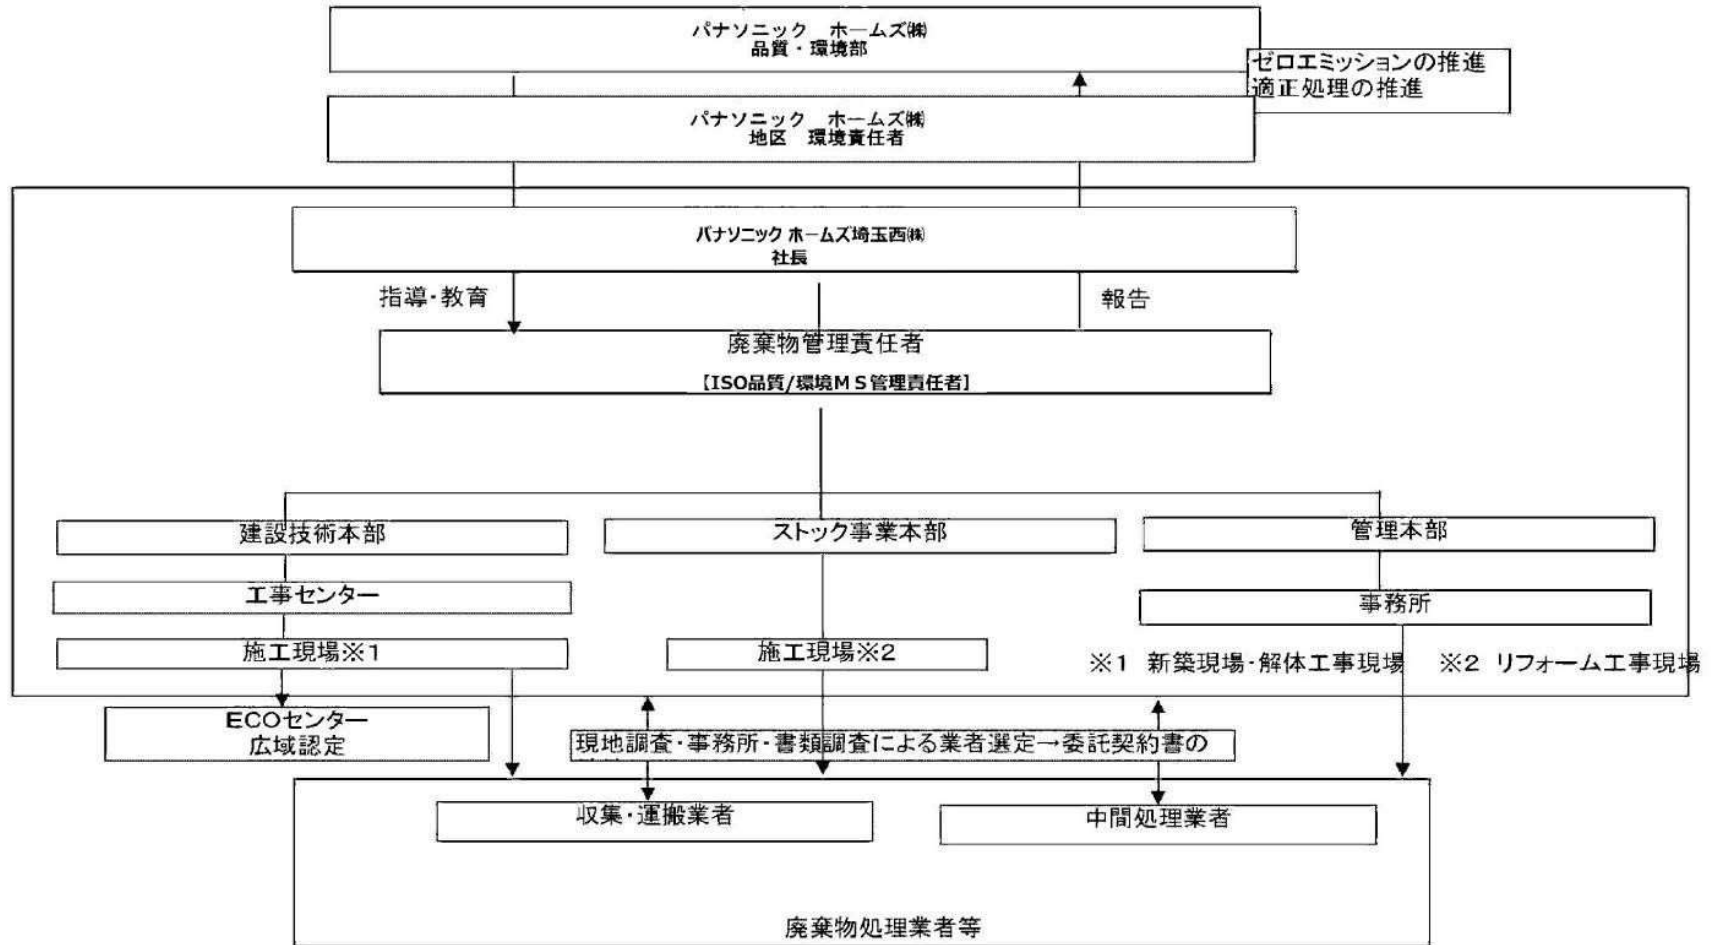 パナソニック　ホームズ㈱
品質・環境部
ゼロエミッションの推進
適正処理の推進
パナソニック　ホームズ㈱
地区　環境責任者
パナソニック ホームズ埼玉西㈱
社長
指導・教育
報告
廃棄物管理責任者
【ISO品質/環境ＭＳ管理責任者】
建設技術本部
ストック事業本部
管理本部
工事センター
事務所
施工現場※1
施工現場※2
※1　新築現場・解体工事現場　※2　リフォーム工事現場
ECOセンター
広域認定
現地調査・事務所・書類調査による業者選定→委託契約書の
収集・運搬業者
中間処理業者
廃棄物処理業者等